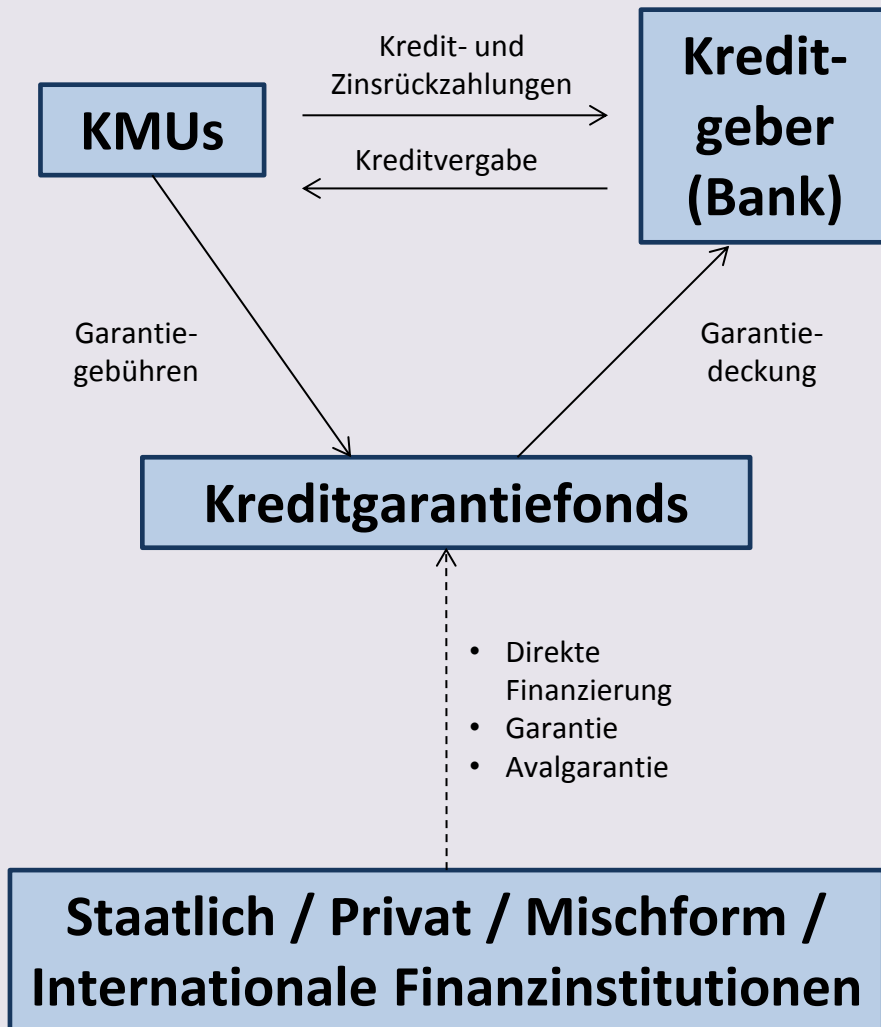 KMUs
Kredit- und
Zinsrückzahlungen
Kreditvergabe
Kredit-
geber
(Bank)
Garantie-
gebühren
Garantie-
deckung
Kreditgarantiefonds
• Direkte
Finanzierung
• Garantie
• Avalgarantie
Staatlich / Privat / Mischform /
Internationale Finanzinstitutionen